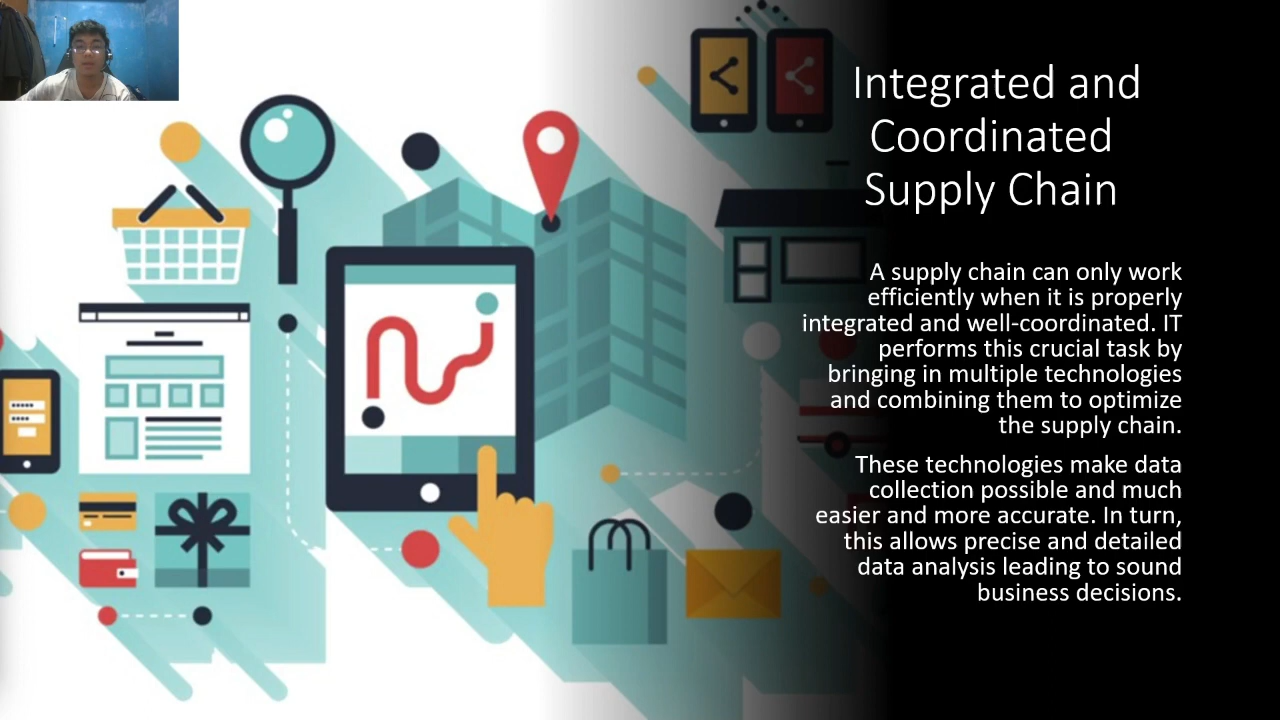 Integrated and
Coordinated
Supply Chain
A supply chain can only work
efficiently when it is properly
integrated and well-coordinated. IT
performs this crucial task by
bringing in multiple technologies
and combining them to optimize
the supply chain.
These technologies make data
collection possible and much
easier and more accurate. In turn,
this allows precise and detailed
data analysis leading to sound
business decisions.